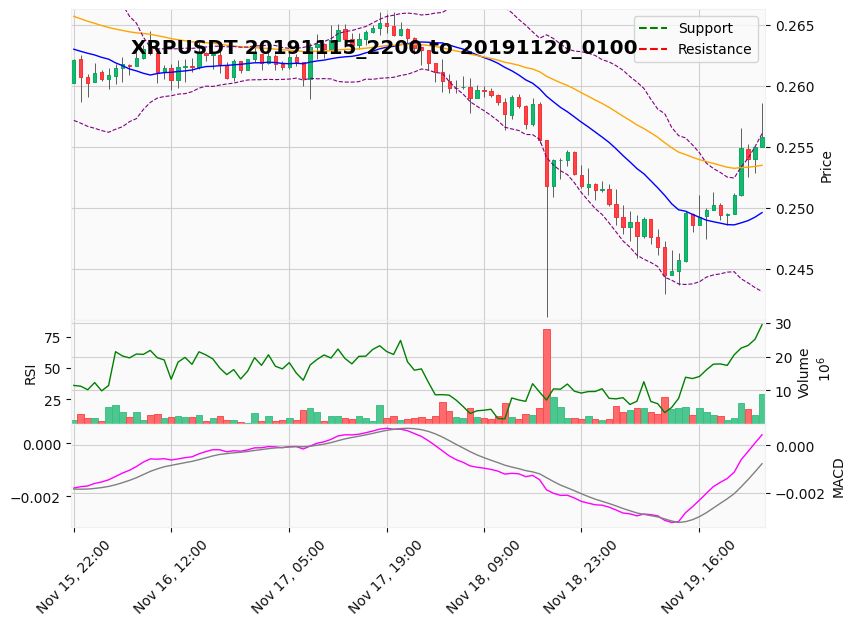 XRPUSDT 20191115_2200 to 20191120_0100
Support
Resistance
0.265
0.260
0.255
0.250
0.245
Price
75
50
25
RSI
30
20
10
Volume
10^6
0.000
−0.002
0.000
−0.002
MACD
Nov 15, 22:00
Nov 16, 12:00
Nov 17, 05:00
Nov 17, 19:00
Nov 18, 09:00
Nov 18, 23:00
Nov 19, 16:00